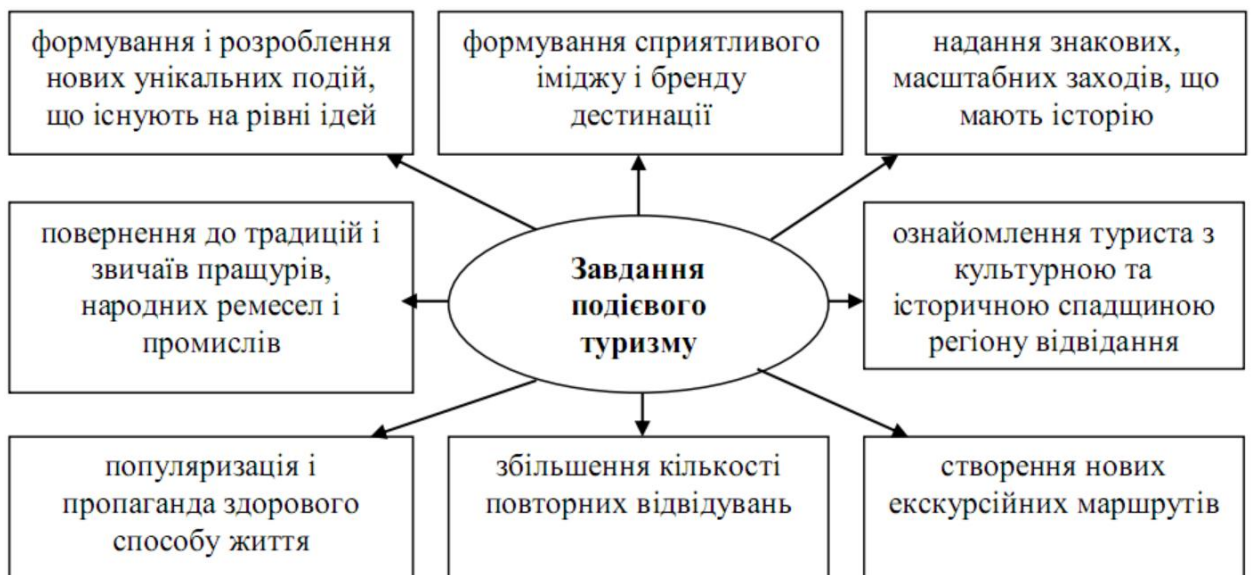 формування і розроблення
нових унікальних подій,
що існують на рівні ідей
формування сприятливого
іміджу і бренду
дестинації
надання знакових,
масштабних заходів, що
мають історію
повернення до традицій і
звичаїв пращурів,
народних ремесел і
промислів
Завдання
подієвого
туризму
ознайомлення туриста з
культурною та
історичною спадщиною
регіону відвідання
популяризація і
пропаганда здорового
способу життя
збільшення кількості
повторних відвідувань
створення нових
екскурсійних маршрутів